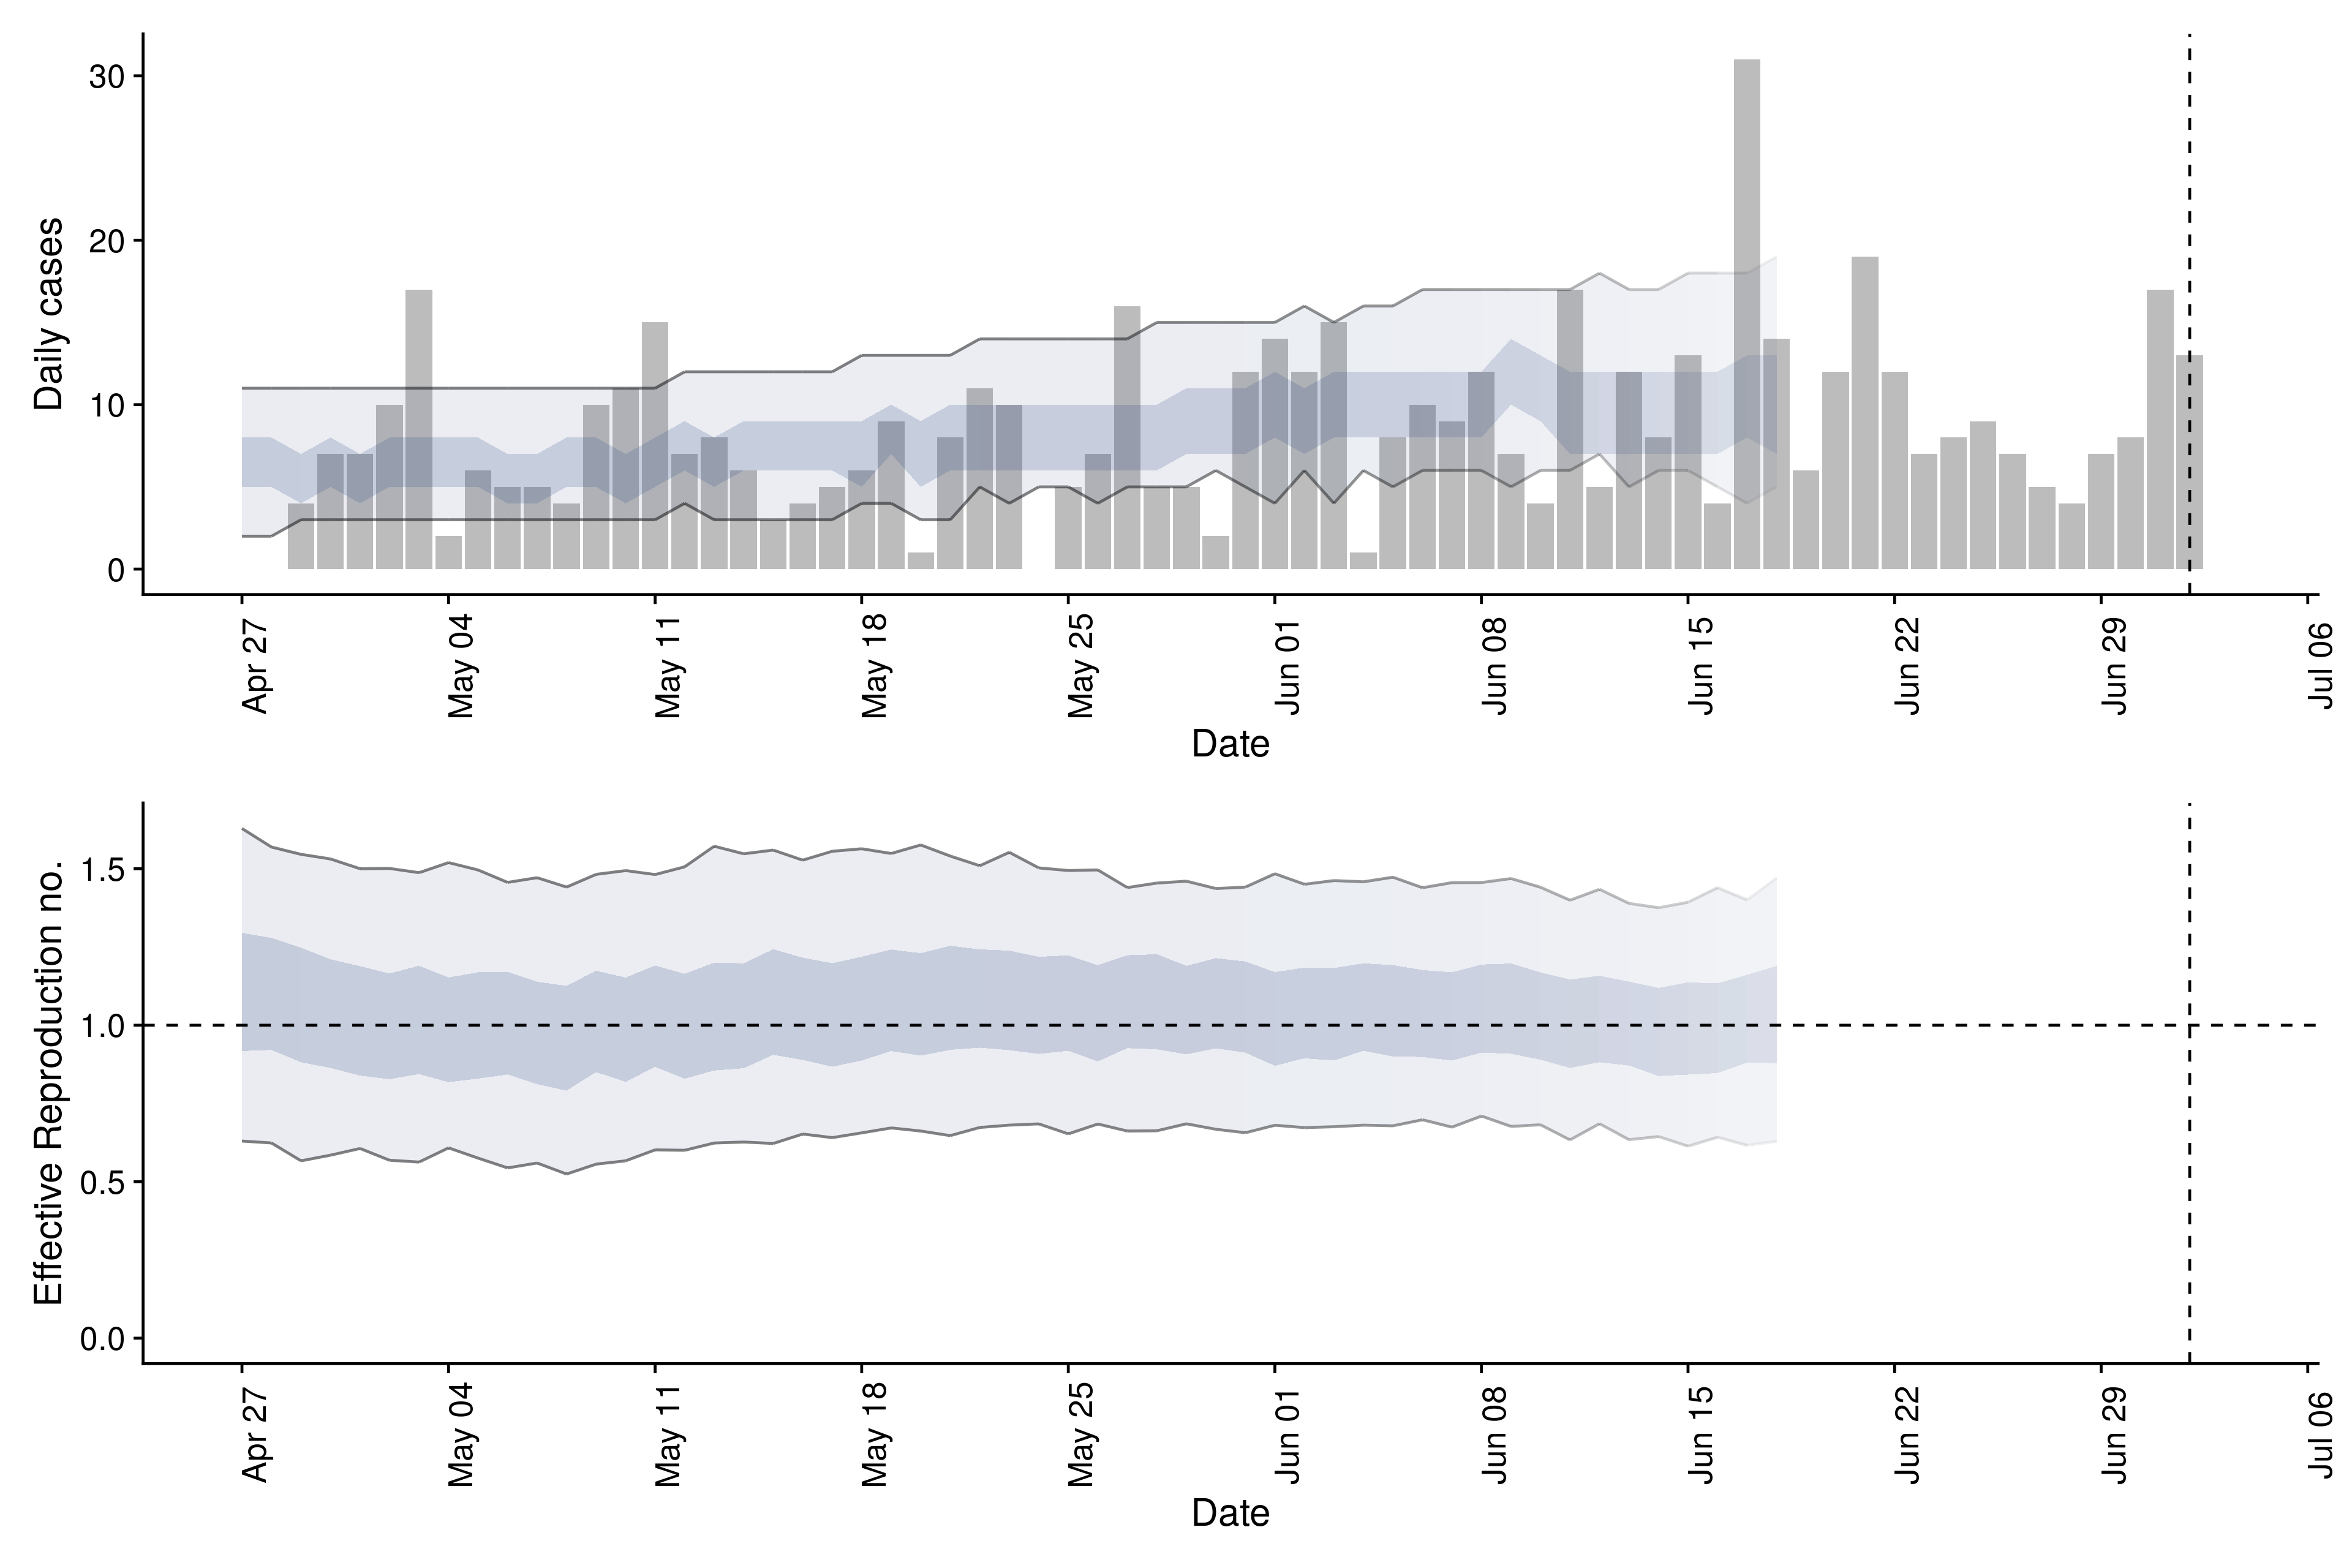 Daily cases
30
20
10
0
Apr 27
May 04
May 11
May 18
May 25
Jun 01
Jun 08
Jun 15
Jun 22
Jun 29
Jul 06
Date
Effective Reproduction no.
1.5
1.0
0.5
0.0
Apr 27
May 04
May 11
May 18
May 25
Jun 01
Jun 08
Jun 15
Jun 22
Jun 29
Jul 06
Date